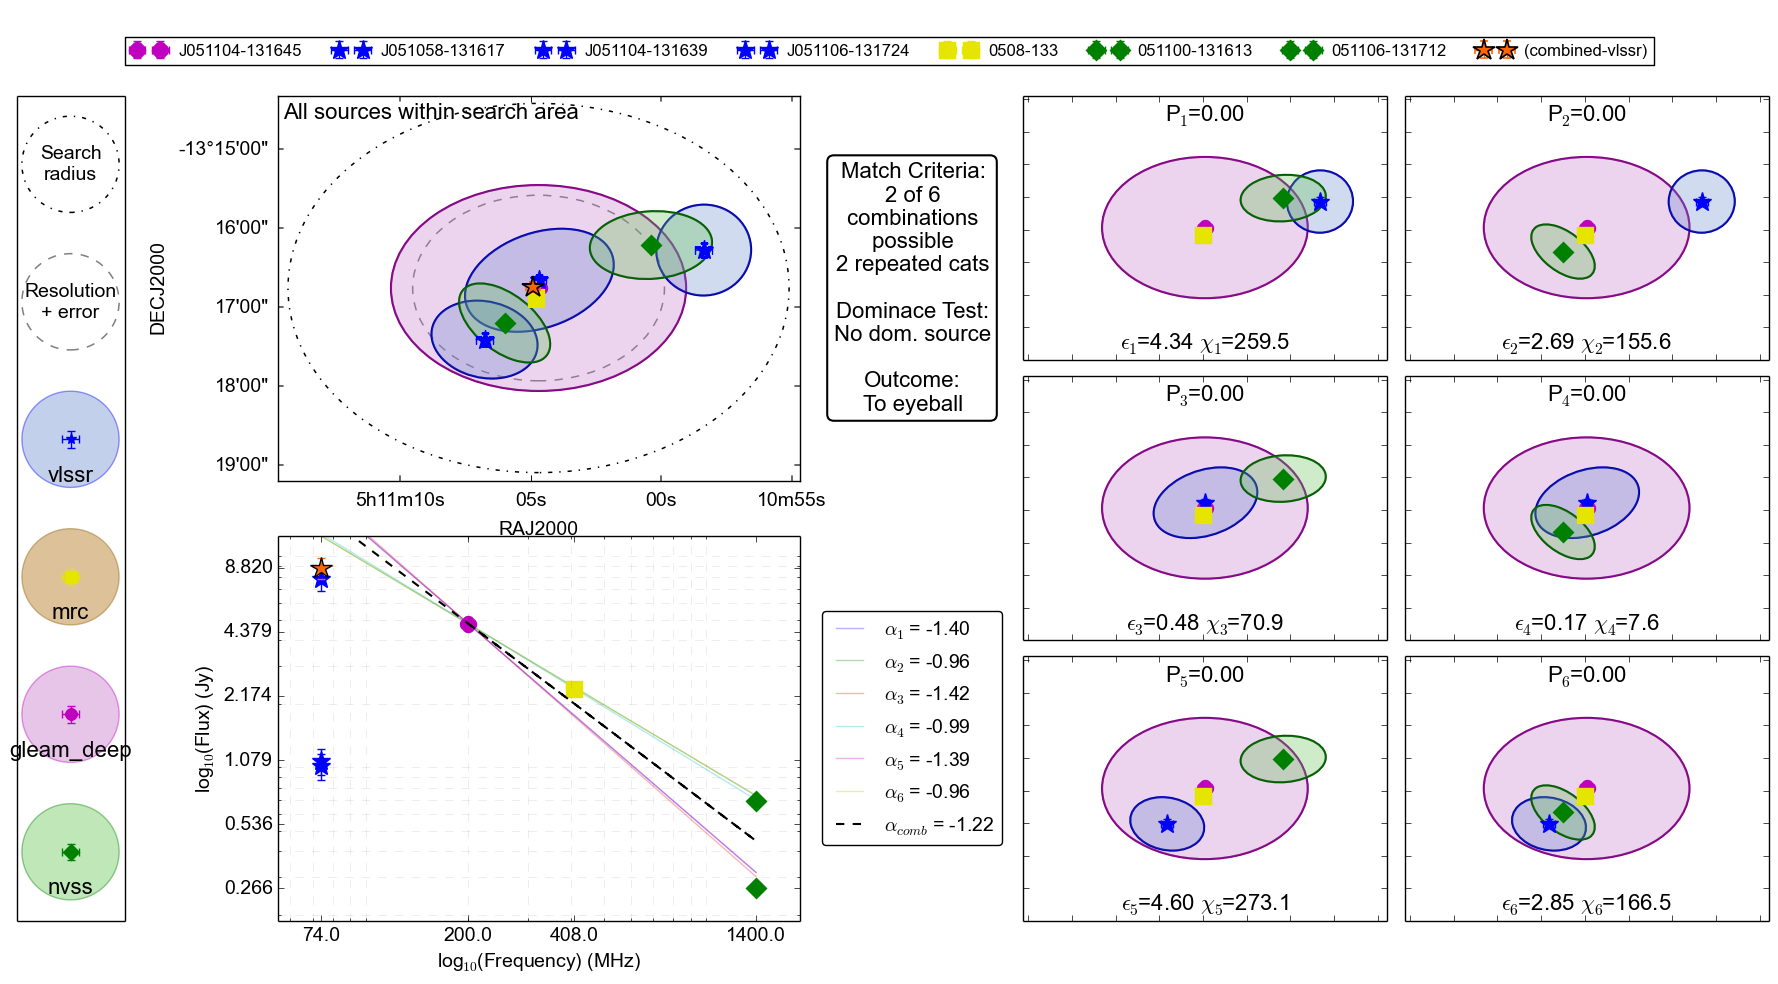 J051104-131645 J051058-131617 J051104-131639 J051106-131724 0508-133 051100-131613 051106-131712 (combined-vlssr)
Search
radius
Resolution
+ error
vlssr
mrc
gleam_deep
nvss
All sources within search area
DECJ2000
-13°15'00"
16'00"
17'00"
18'00"
19'00"
5h11m10s 05s 00s 10m55s
RAJ2000
Match Criteria:
2 of 6
combinations
possible
2 repeated cats
Dominace Test:
No dom. source
Outcome:
To eyeball
log10(Flux) (Jy)
8.820
4.379
2.174
1.079
0.536
0.266
74.0 200.0 408.0 1400.0
log10(Frequency) (MHz)
α1 = -1.40
α2 = -0.96
α3 = -1.42
α4 = -0.99
α5 = -1.39
α6 = -0.96
αcomb = -1.22
P1=0.00
ϵ1=4.34 χ1=259.5
P2=0.00
ϵ2=2.69 χ2=155.6
P3=0.00
ϵ3=0.48 χ3=70.9
P4=0.00
ϵ4=0.17 χ4=7.6
P5=0.00
ϵ5=4.60 χ5=273.1
P6=0.00
ϵ6=2.85 χ6=166.5